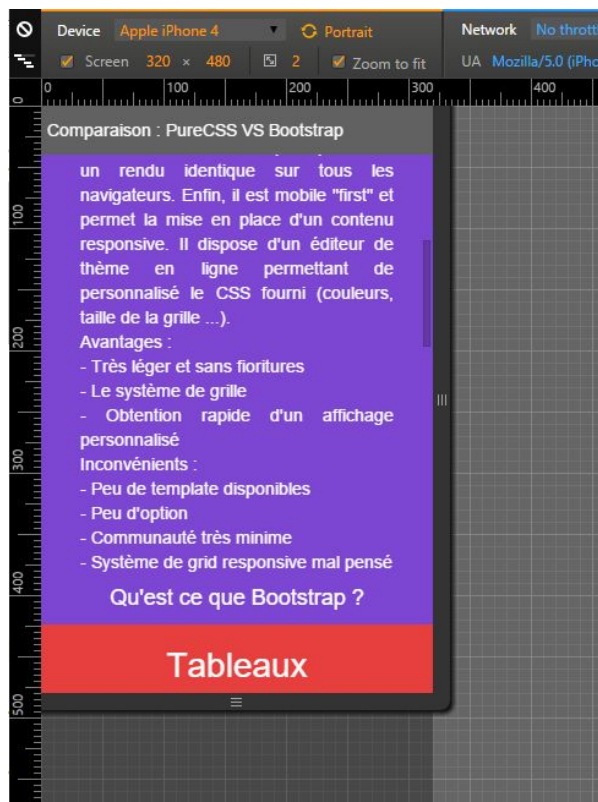 Device Apple iPhone 4 Portrait Network No thrott
Screen 320 × 480 2 Zoom to fit UA Mozilla/5.0 (iPho
0 100 200 300 400
0
100
200
300
400
500
Comparaison : PureCSS VS Bootstrap
un rendu identique sur tous les
navigateurs. Enfin, il est mobile "first" et
permet la mise en place d'un contenu
responsive. Il dispose d'un éditeur de
thème en ligne permettant de
personnalisé le CSS fourni (couleurs,
taille de la grille ...).
Avantages :
- Très léger et sans fioritures
- Le système de grille
- Obtention rapide d'un affichage
personnalisé
Inconvénients :
- Peu de template disponibles
- Peu d'option
- Communauté très minime
- Système de grid responsive mal pensé
Qu'est ce que Bootstrap ?
Tableaux